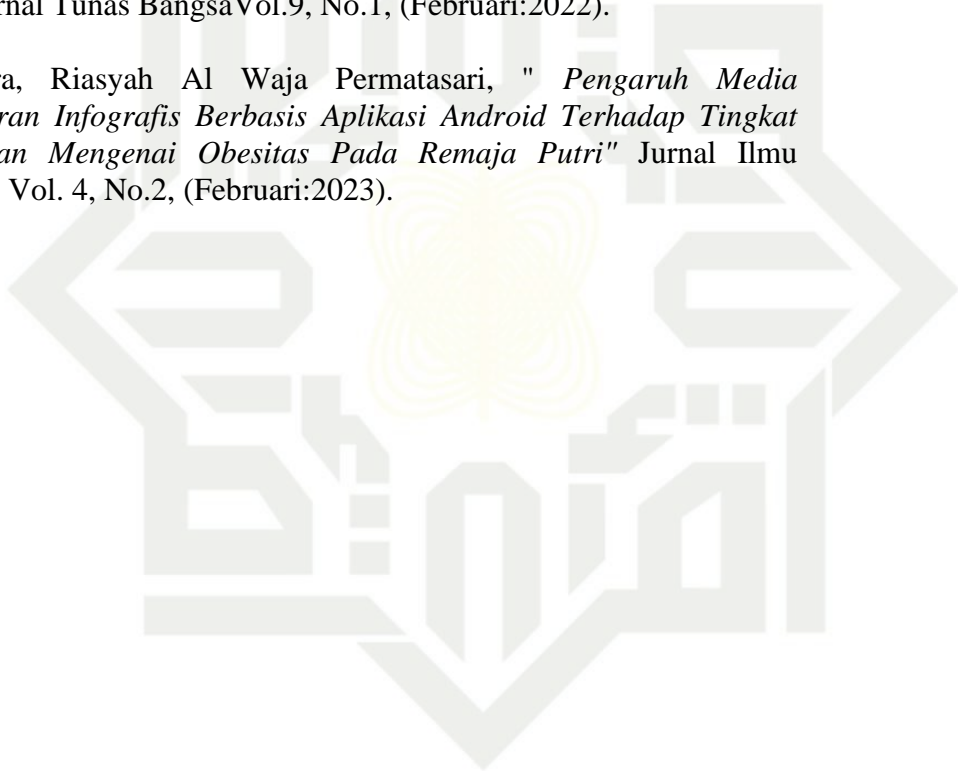 rnal Tunas BangsaVol.9, No.1, (Februari:2022).
ra, Riasyah Al Waja Permatasari, " Pengaruh Media
ran Infografis Berbasis Aplikasi Android Terhadap Tingkat
an Mengenai Obesitas Pada Remaja Putri" Jurnal Ilmu
Vol. 4, No.2, (Februari:2023).